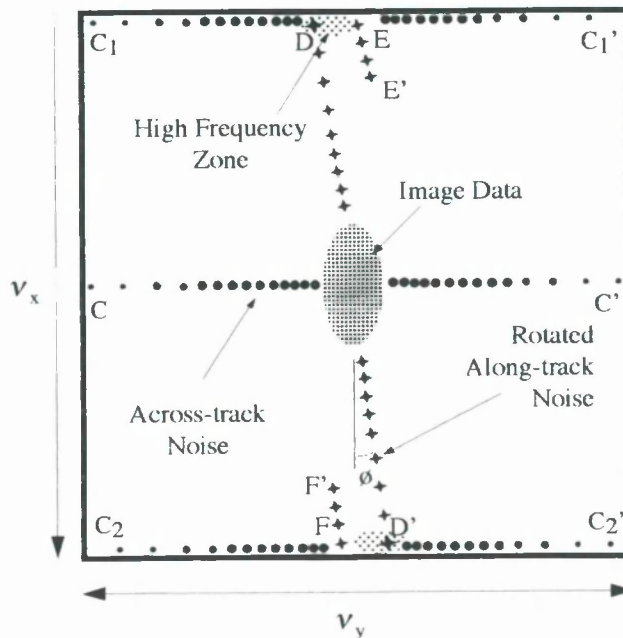 C1
D
E
C1'
E'
High Frequency
Zone
Image Data
νx
C
C'
Rotated
Along-track
Noise
Across-track
Noise
F'
ø
C2
F
D'
C2'
νy